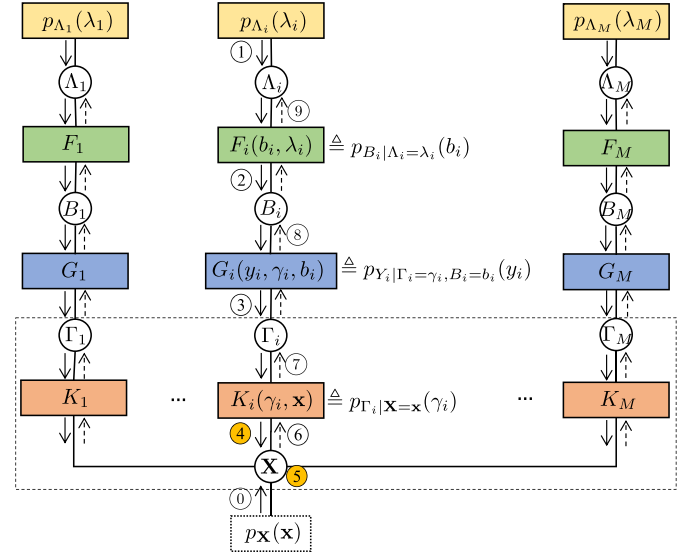 p_{Λ_1}(λ_1) p_{Λ_i}(λ_i) p_{Λ_M}(λ_M)
①
Λ_1 Λ_i Λ_M
⑨
F_1 F_i(b_i, λ_i) ≜ p_{B_i|Λ_i=λ_i}(b_i) F_M
②
B_1 B_i B_M
⑧
G_1 G_i(y_i, γ_i, b_i) ≜ p_{Y_i|Γ_i=γ_i,B_i=b_i}(y_i) G_M
③
Γ_1 Γ_i Γ_M
⑦
K_1 ... K_i(γ_i, 𝐱) ≜ p_{Γ_i|𝐗=𝐱}(γ_i) ... K_M
④ ⑥
𝐗 ⑤
⓪
p_𝐗(𝐱)